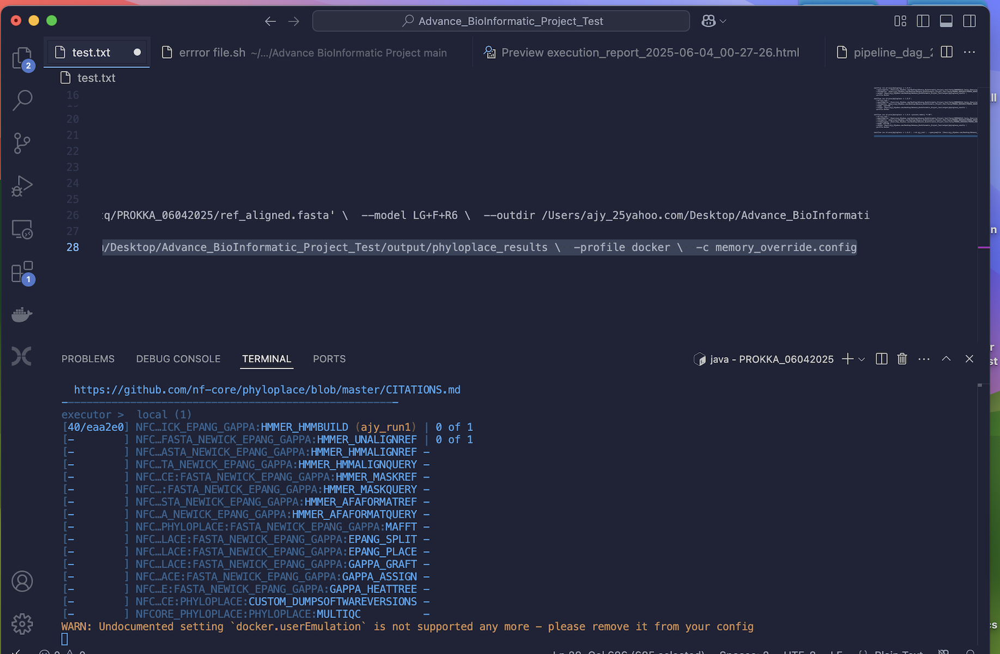 Advance_BioInformatic_Project_Test
test.txt
errror file.sh ~/.../Advance BioInformatic Project main
Preview execution_report_2025-06-04_00-27-26.html
pipeline_dag_2
2
test.txt
16
20
21
22
23
24
25
26 :q/PROKKA_06042025/ref_aligned.fasta' \  --model LG+F+R6 \  --outdir /Users/ajy_25yahoo.com/Desktop/Advance_BioInformati
27
28 /Desktop/Advance_BioInformatic_Project_Test/output/phyloplace_results \  -profile docker \  -c memory_override.config
1
PROBLEMS DEBUG CONSOLE TERMINAL PORTS
java - PROKKA_06042025
https://github.com/nf-core/phyloplace/blob/master/CITATIONS.md
------------------------------------------------------
executor >  local (1)
[40/eaa2e0] NFC…ICK_EPANG_GAPPA:HMMER_HMMBUILD (ajy_run1) | 0 of 1
[-        ] NFC…FASTA_NEWICK_EPANG_GAPPA:HMMER_UNALIGNREF | 0 of 1
[-        ] NFC…ASTA_NEWICK_EPANG_GAPPA:HMMER_HMMALIGNREF -
[-        ] NFC…TA_NEWICK_EPANG_GAPPA:HMMER_HMMALIGNQUERY -
[-        ] NFC…CE:FASTA_NEWICK_EPANG_GAPPA:HMMER_MASKREF -
[-        ] NFC…:FASTA_NEWICK_EPANG_GAPPA:HMMER_MASKQUERY -
[-        ] NFC…STA_NEWICK_EPANG_GAPPA:HMMER_AFAFORMATREF -
[-        ] NFC…A_NEWICK_EPANG_GAPPA:HMMER_AFAFORMATQUERY -
[-        ] NFC…PHYLOPLACE:FASTA_NEWICK_EPANG_GAPPA:MAFFT -
[-        ] NFC…LACE:FASTA_NEWICK_EPANG_GAPPA:EPANG_SPLIT -
[-        ] NFC…LACE:FASTA_NEWICK_EPANG_GAPPA:EPANG_PLACE -
[-        ] NFC…LACE:FASTA_NEWICK_EPANG_GAPPA:GAPPA_GRAFT -
[-        ] NFC…ACE:FASTA_NEWICK_EPANG_GAPPA:GAPPA_ASSIGN -
[-        ] NFC…E:FASTA_NEWICK_EPANG_GAPPA:GAPPA_HEATTREE -
[-        ] NFC…CE:PHYLOPLACE:CUSTOM_DUMPSOFTWAREVERSIONS -
[-        ] NFCORE_PHYLOPLACE:PHYLOPLACE:MULTIQC          -
WARN: Undocumented setting `docker.userEmulation` is not supported any more - please remove it from your config